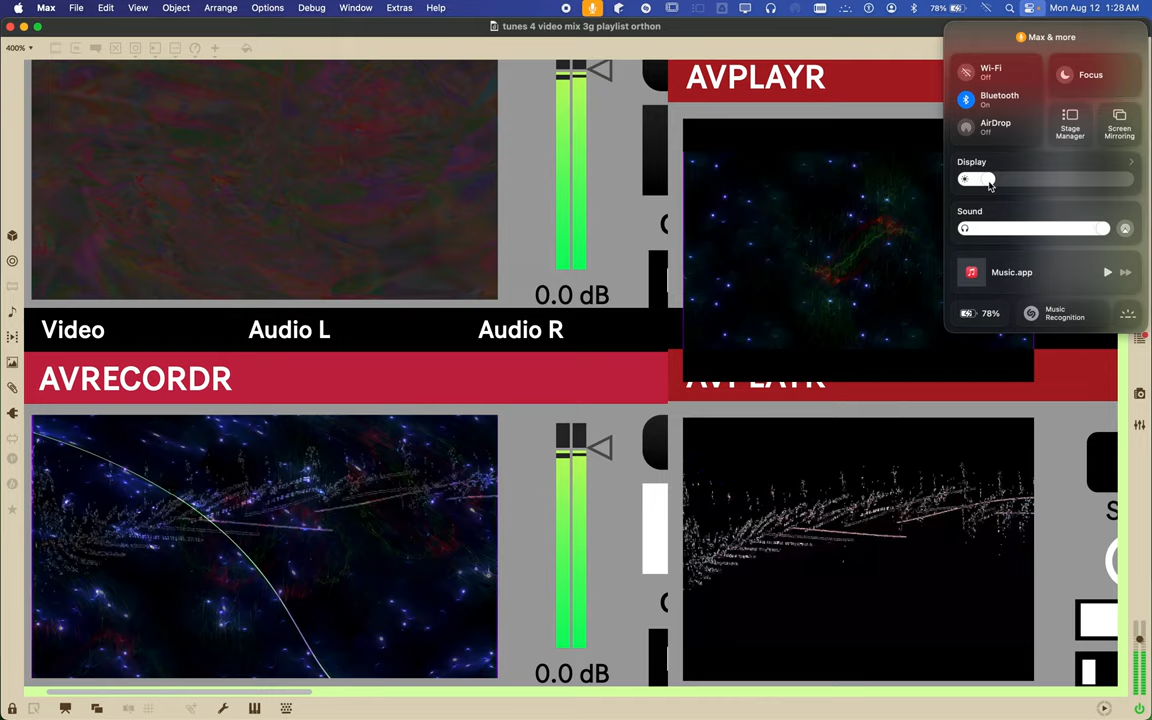 Max File Edit View Object Arrange Options Debug Window Extras Help
78% Mon Aug 12 1:28 AM
tunes 4 video mix 3g playlist orthon
400%
Max & more
Wi-Fi
Off
Focus
Bluetooth
On
AirDrop
Off
Stage
Manager
Screen
Mirroring
Display
Sound
Music.app
78%
Music
Recognition
AVPLAYR
0.0 dB
Video Audio L Audio R
AVRECORDR
AVPLAYR
0.0 dB